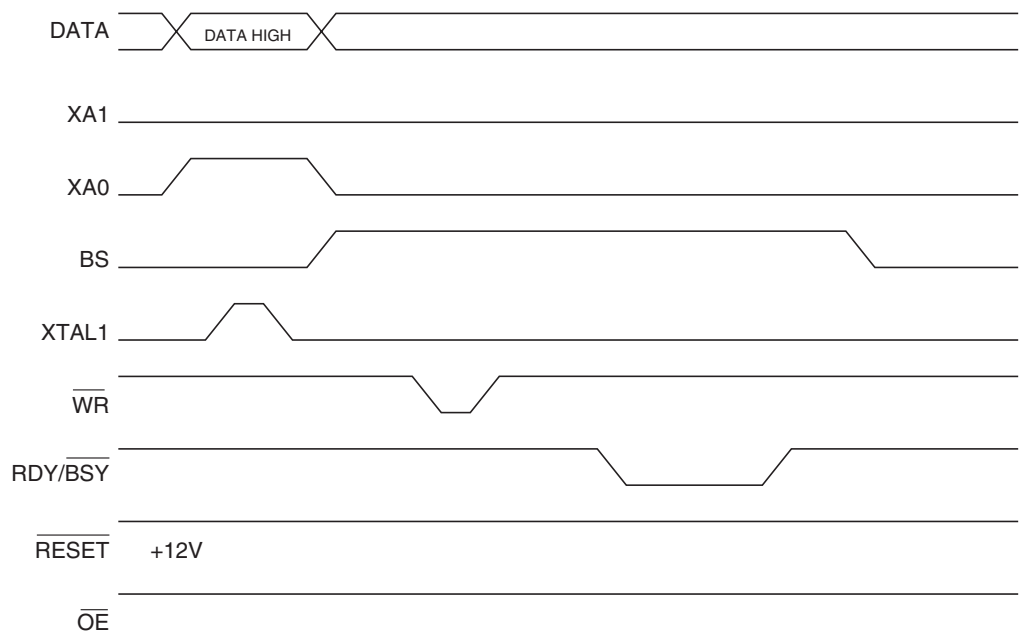 DATA
DATA HIGH
XA1
XA0
BS
XTAL1
WR
RDY/BSY
RESET +12V
OE